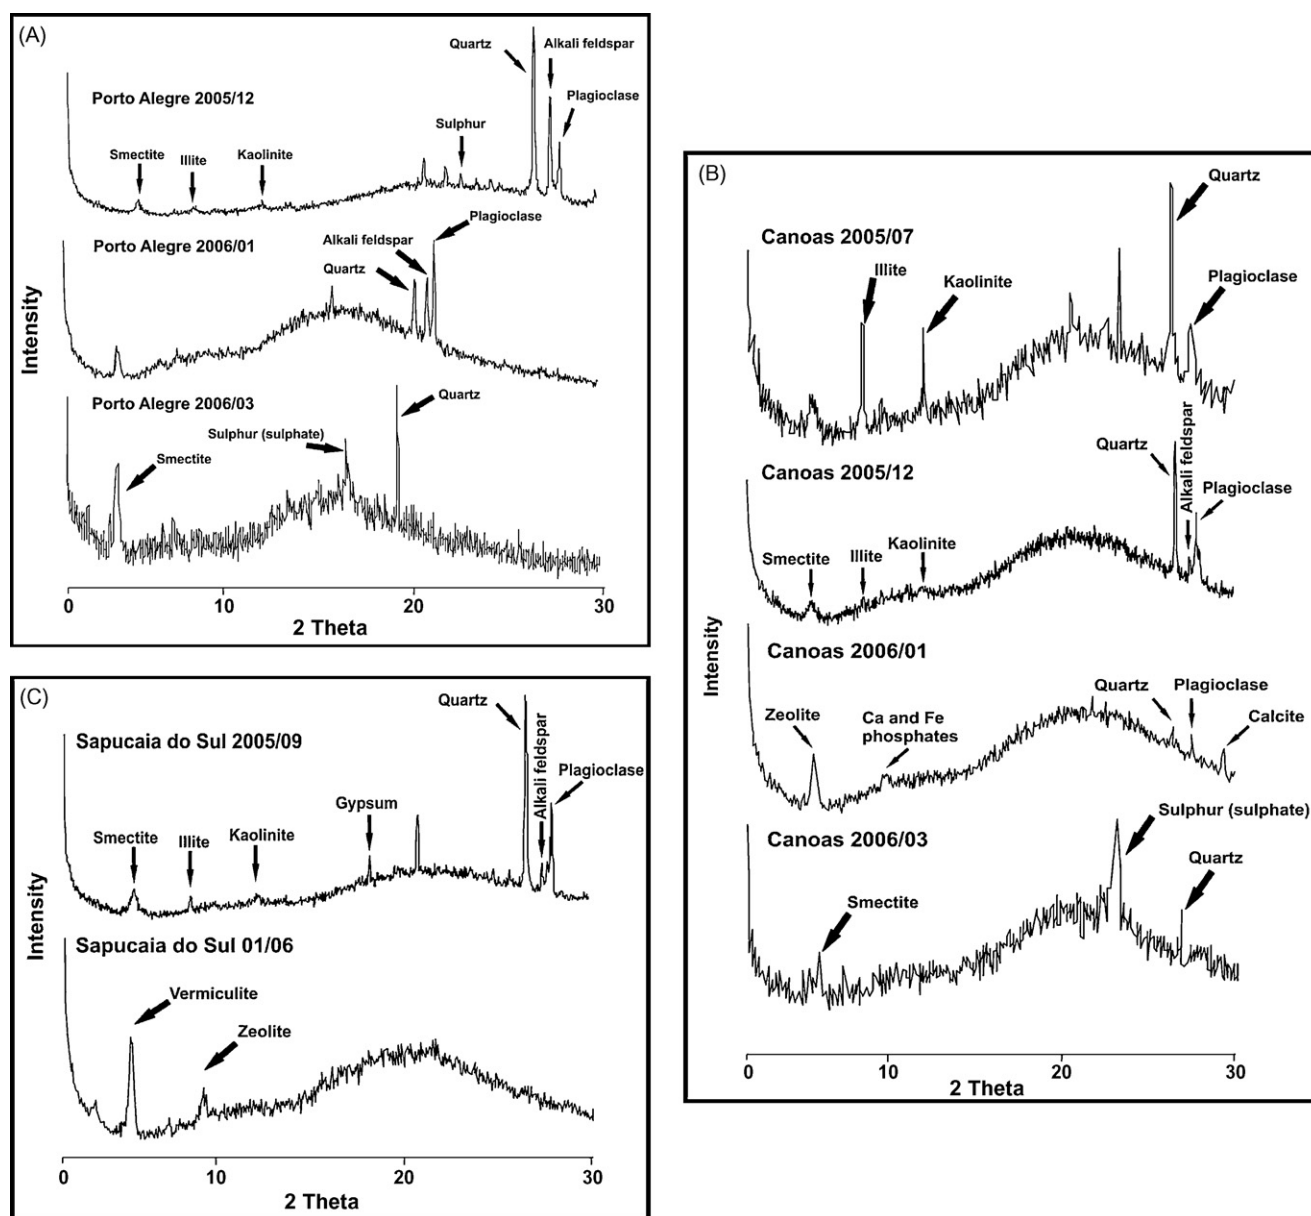 (A)
Quartz
Alkali feldspar
Porto Alegre 2005/12
Plagioclase
Sulphur
Smectite
Illite
Kaolinite
Plagioclase
Porto Alegre 2006/01
Alkali feldspar
Quartz
Intensity
Porto Alegre 2006/03
Quartz
Sulphur (sulphate)
Smectite
0 10 20 30
2 Theta
(B)
Quartz
Canoas 2005/07
Illite
Kaolinite
Plagioclase
Quartz
Alkali feldspar
Canoas 2005/12
Plagioclase
Smectite
Illite
Kaolinite
Intensity
Canoas 2006/01
Quartz
Plagioclase
Zeolite
Ca and Fe
phosphates
Calcite
Sulphur (sulphate)
Canoas 2006/03
Quartz
Smectite
0 10 20 30
2 Theta
(C)
Quartz
Sapucaia do Sul 2005/09
Alkali feldspar
Plagioclase
Gypsum
Smectite
Illite
Kaolinite
Intensity
Sapucaia do Sul 01/06
Vermiculite
Zeolite
0 10 20 30
2 Theta